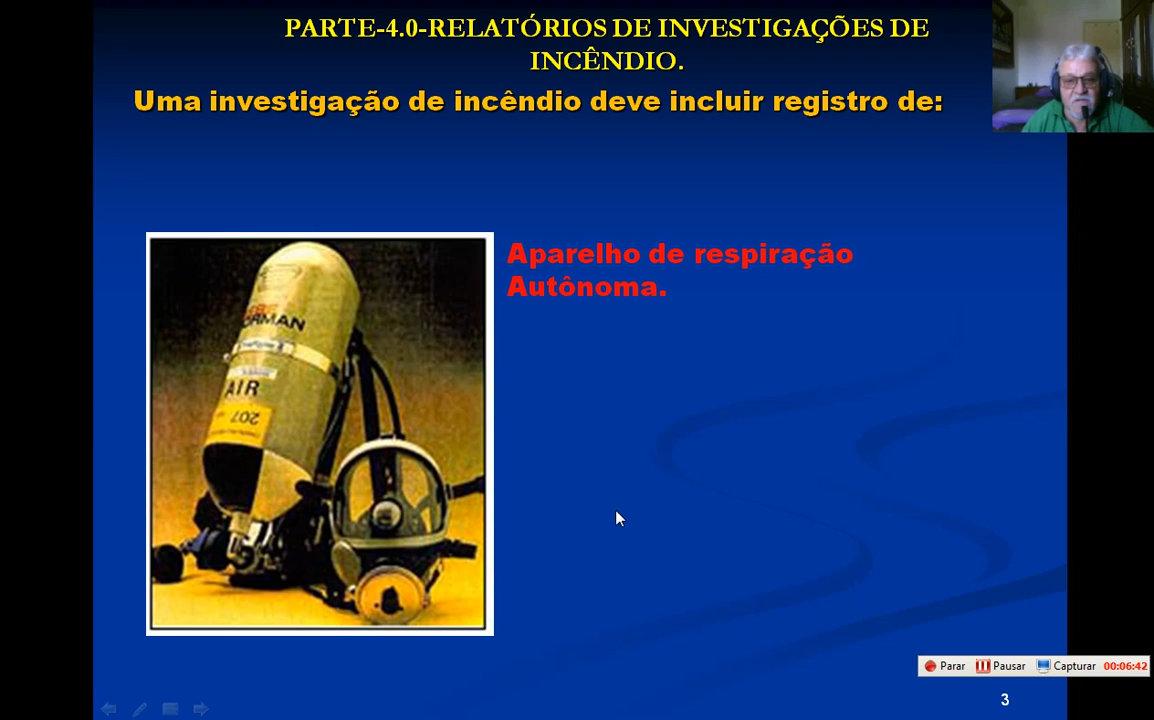 PARTE-4.0-RELATÓRIOS DE INVESTIGAÇÕES DE
INCÊNDIO.
Uma investigação de incêndio deve incluir registro de:
Aparelho de respiração
Autônoma.
AIR
207
Parar Pausar Capturar 00:06:42
3